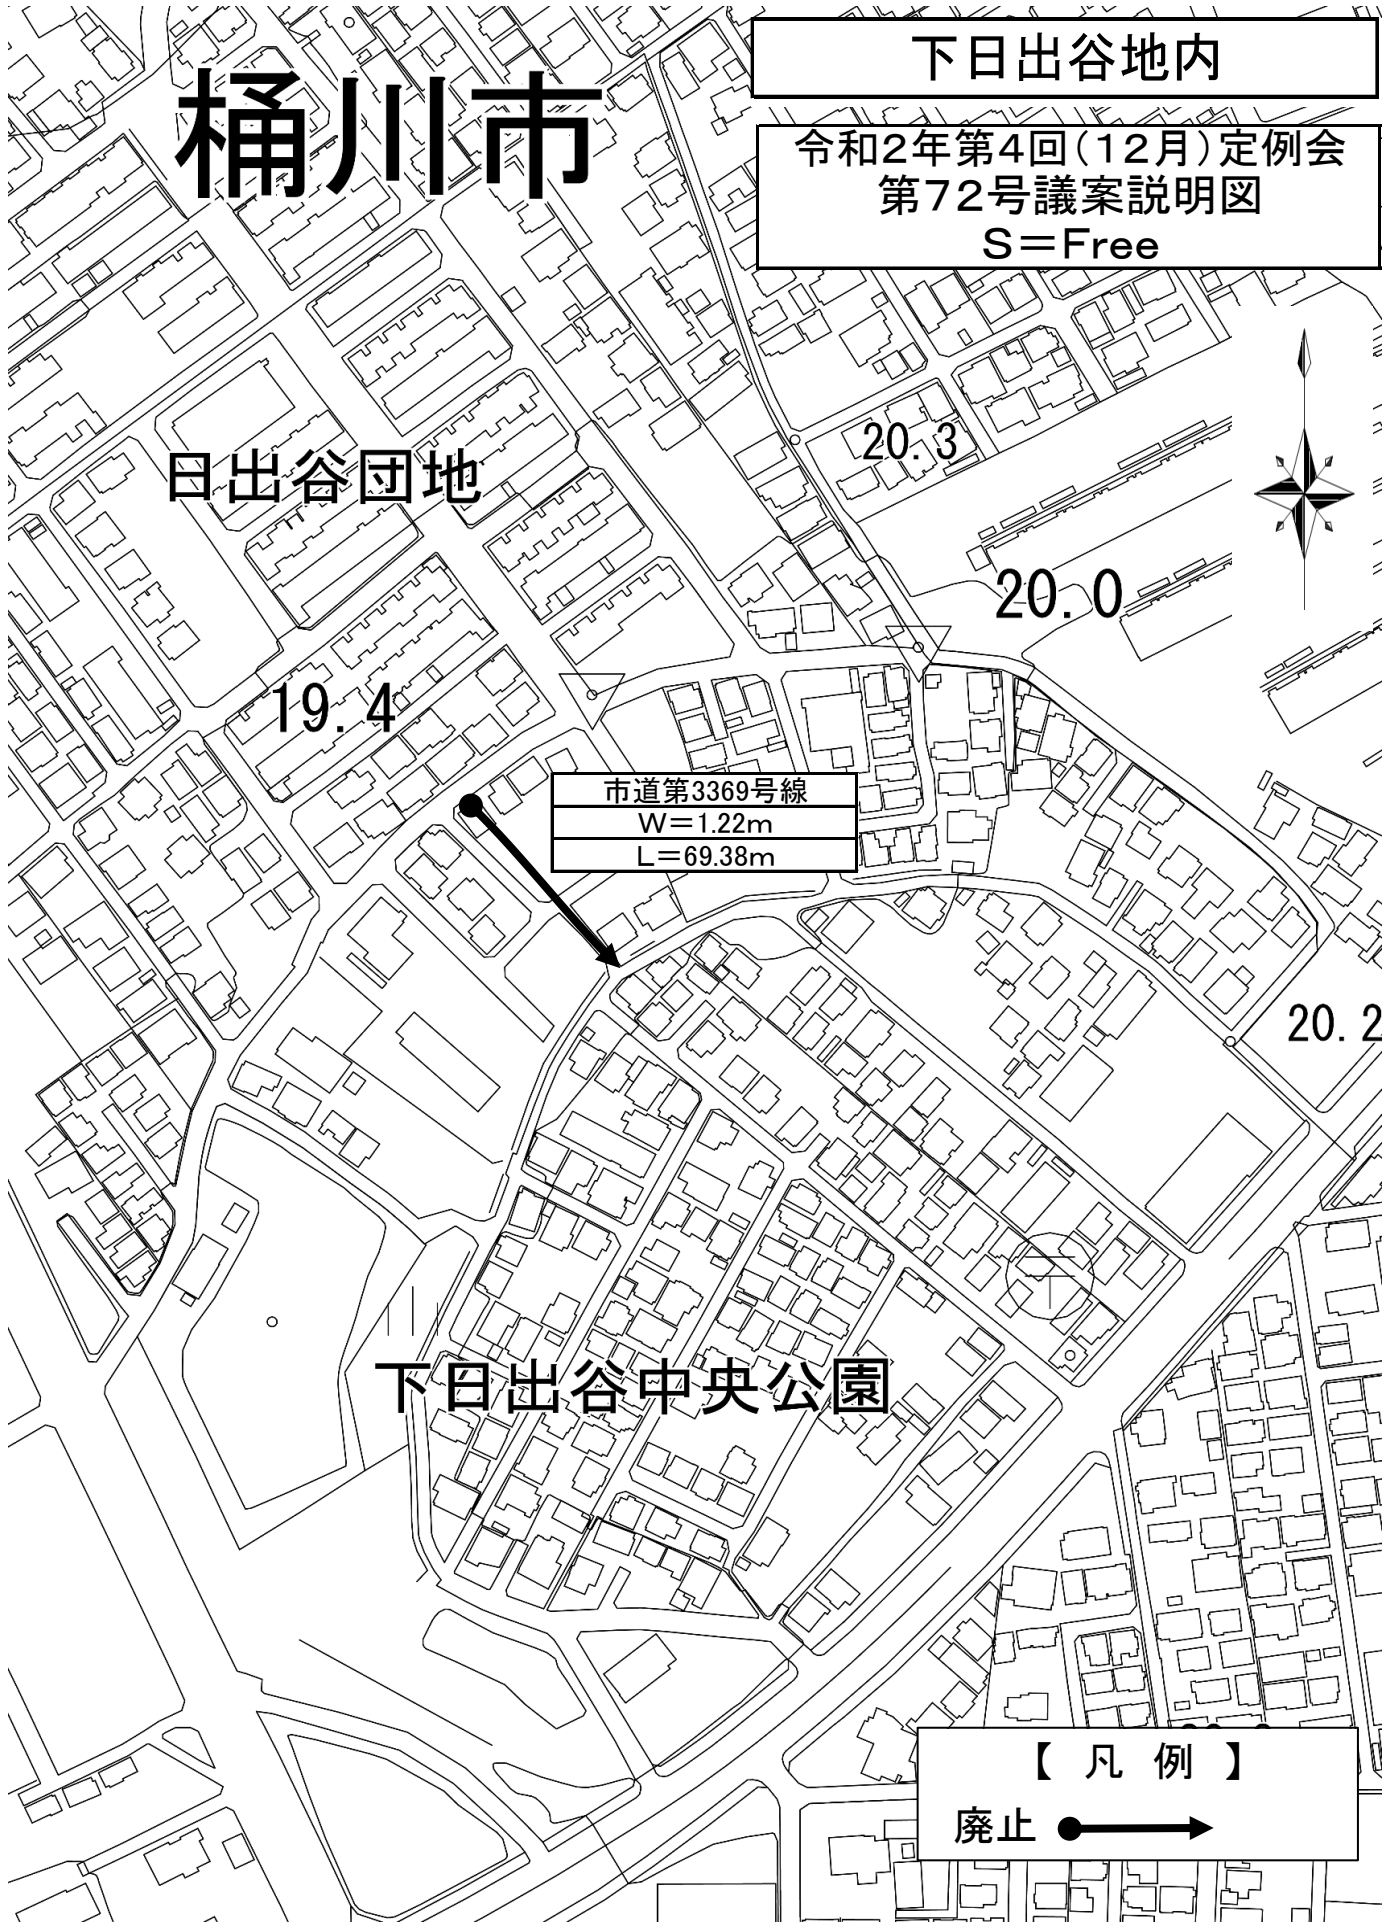 下日出谷地内
桶川市
令和2年第4回(12月)定例会
第72号議案説明図
S=Free
20.3
日出谷団地
20.0
19.4
市道第3369号線
W=1.22m
L=69.38m
20.2
下日出谷中央公園
【 凡 例 】
廃止